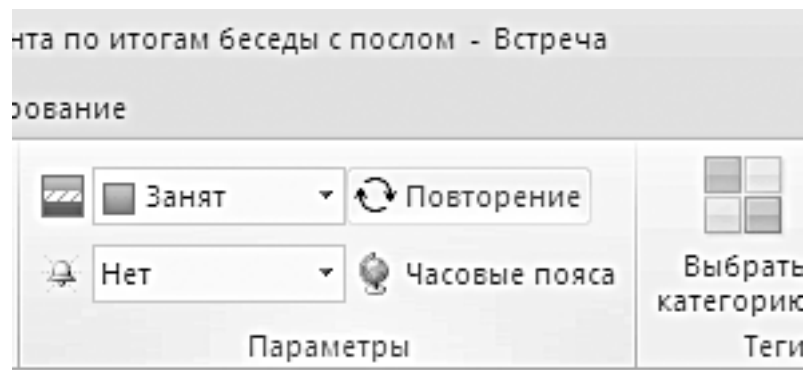 нта по итогам беседы с послом - Встреча
рование
Занят Повторение
Нет Часовые пояса
Выбрать
категорию
Параметры Теги